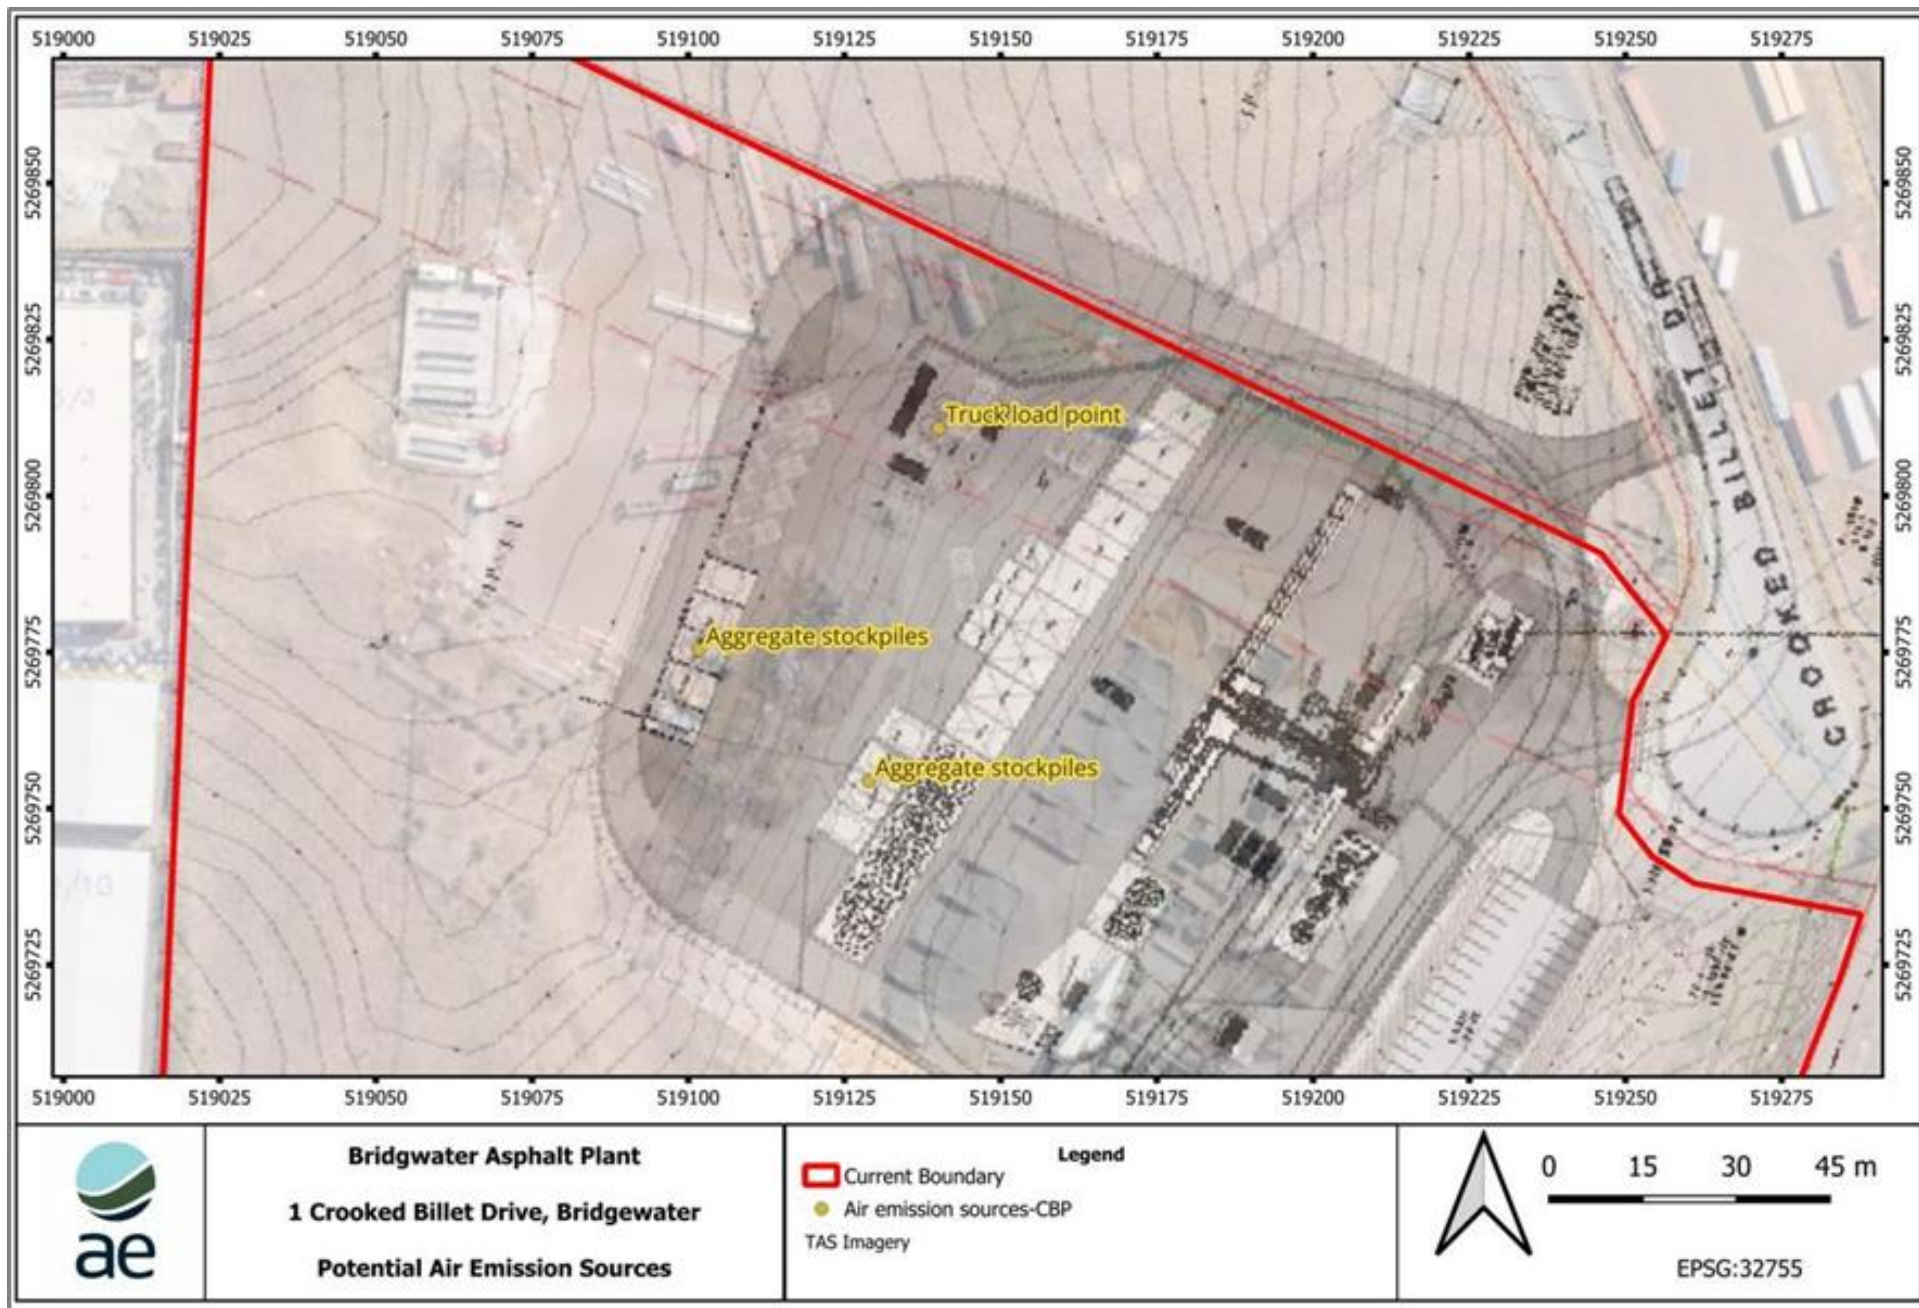 519000 519025 519050 519075 519100 519125 519150 519175 519200 519225 519250 519275
5269850
5269825
5269800
5269775
5269750
5269725
5269850
5269825
5269800
5269775
5269750
5269725
Truck load point
Aggregate stockpiles
Aggregate stockpiles
CROOKED BILLET DR
519000 519025 519050 519075 519100 519125 519150 519175 519200 519225 519250 519275
ae
Bridgwater Asphalt Plant
1 Crooked Billet Drive, Bridgewater
Potential Air Emission Sources
Legend
Current Boundary
Air emission sources-CBP
TAS Imagery
0 15 30 45 m
EPSG:32755